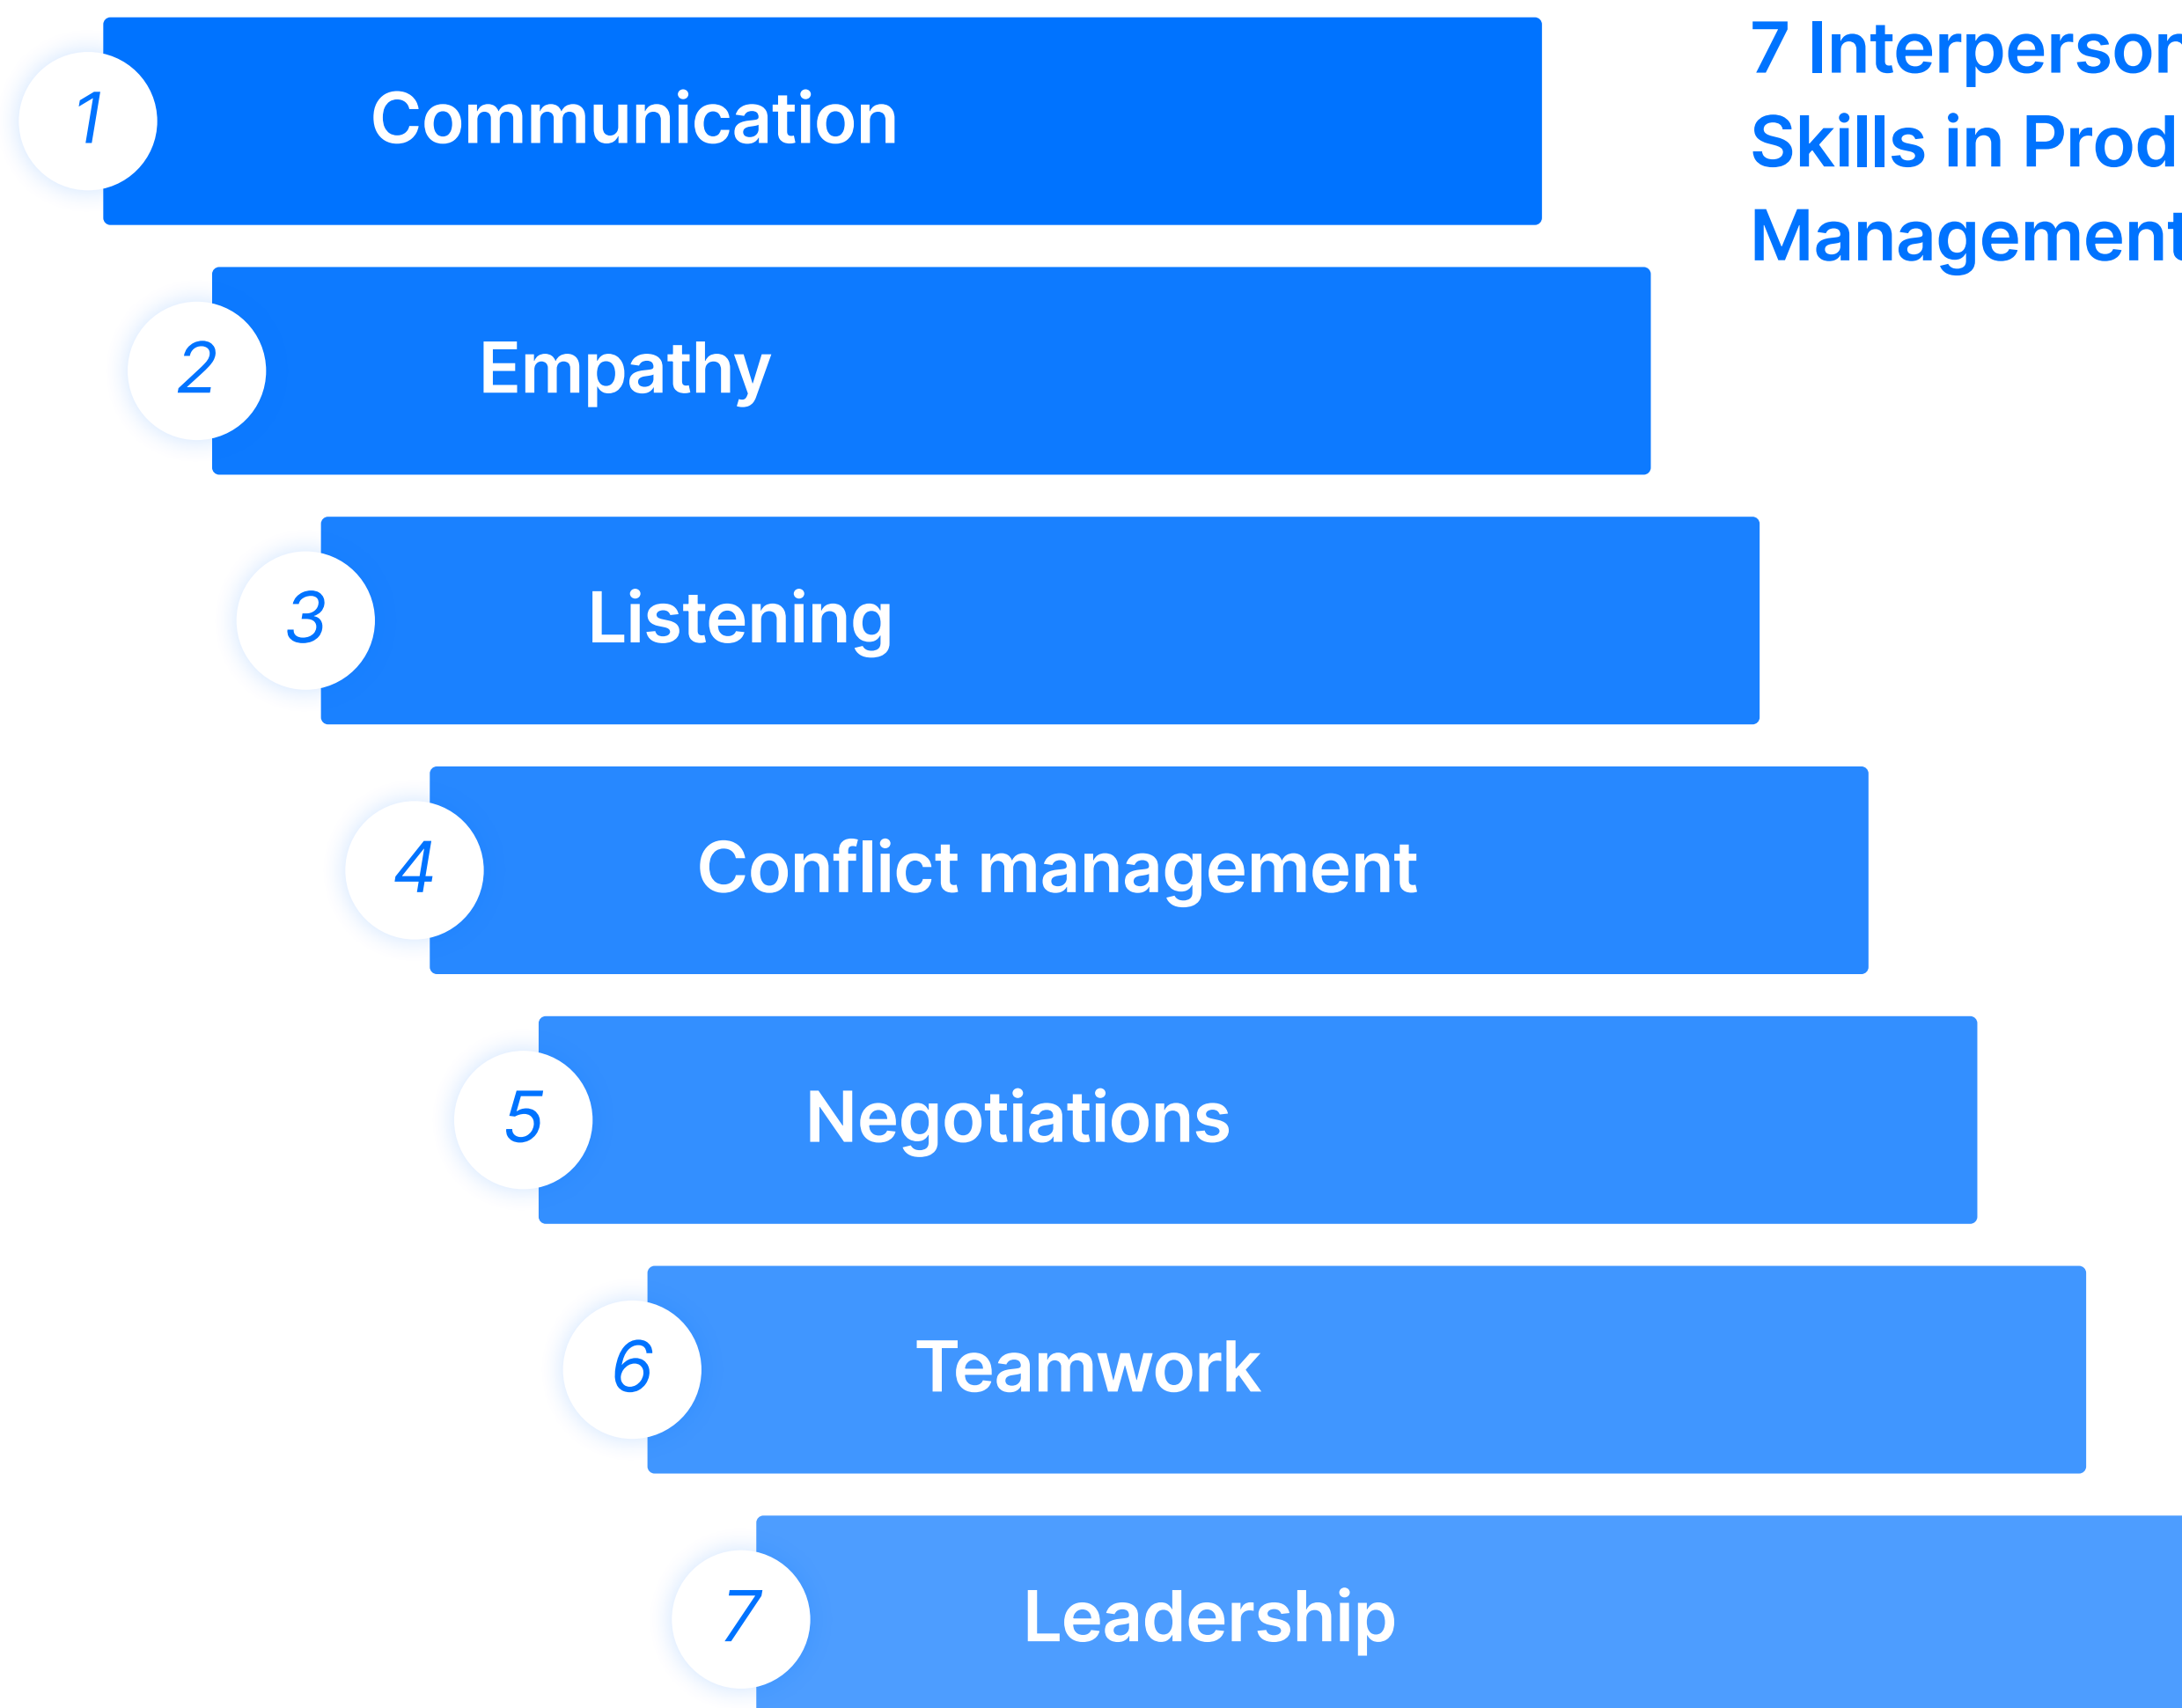 7 Interperson
Skills in Prod
Management
1
Communication
2
Empathy
3
Listening
4
Conflict management
5
Negotiations
6
Teamwork
7
Leadership